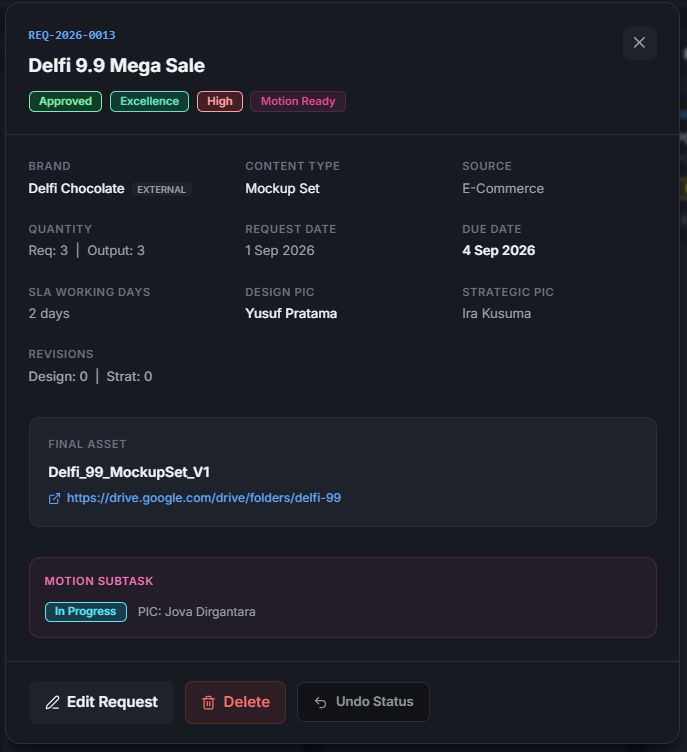 REQ-2026-0013
Delfi 9.9 Mega Sale
Approved Excellence High Motion Ready
BRAND CONTENT TYPE SOURCE
Delfi Chocolate EXTERNAL Mockup Set E-Commerce
QUANTITY REQUEST DATE DUE DATE
Req: 3 | Output: 3 1 Sep 2026 4 Sep 2026
SLA WORKING DAYS DESIGN PIC STRATEGIC PIC
2 days Yusuf Pratama Ira Kusuma
REVISIONS
Design: 0 | Strat: 0
FINAL ASSET
Delfi_99_MockupSet_V1
https://drive.google.com/drive/folders/delfi-99
MOTION SUBTASK
In Progress PIC: Jova Dirgantara
Edit Request Delete Undo Status